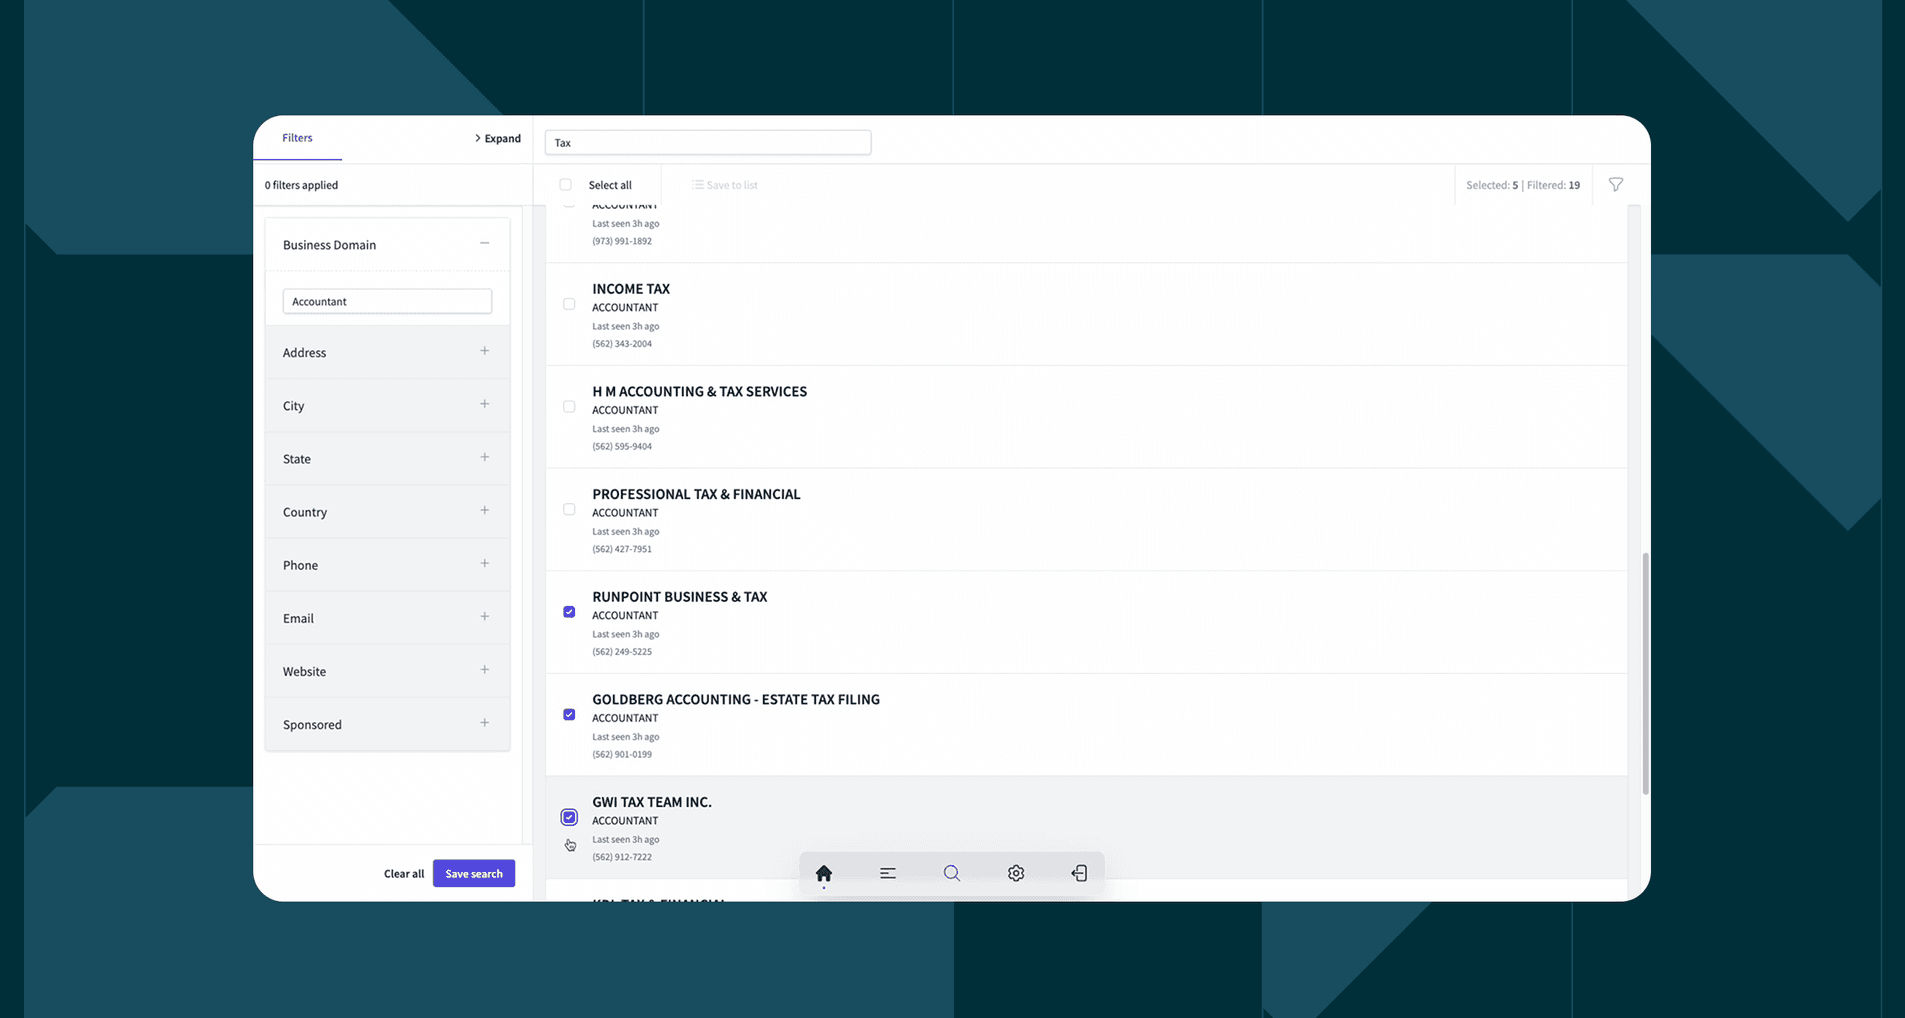 Filters
Expand
0 filters applied
Business Domain
Accountant
Address
City
State
Country
Phone
Email
Website
Sponsored
Clear all
Save search
Tax
Select all
Save to list
Selected: 5 | Filtered: 19
ACCOUNTANT
Last seen 3h ago
(973) 991-1892
INCOME TAX
ACCOUNTANT
Last seen 3h ago
(562) 343-2004
H M ACCOUNTING & TAX SERVICES
ACCOUNTANT
Last seen 3h ago
(562) 595-9404
PROFESSIONAL TAX & FINANCIAL
ACCOUNTANT
Last seen 3h ago
(562) 427-7951
RUNPOINT BUSINESS & TAX
ACCOUNTANT
Last seen 3h ago
(562) 249-5225
GOLDBERG ACCOUNTING - ESTATE TAX FILING
ACCOUNTANT
Last seen 3h ago
(562) 901-0199
GWI TAX TEAM INC.
ACCOUNTANT
Last seen 3h ago
(562) 912-7222
TAX & FINANCIAL